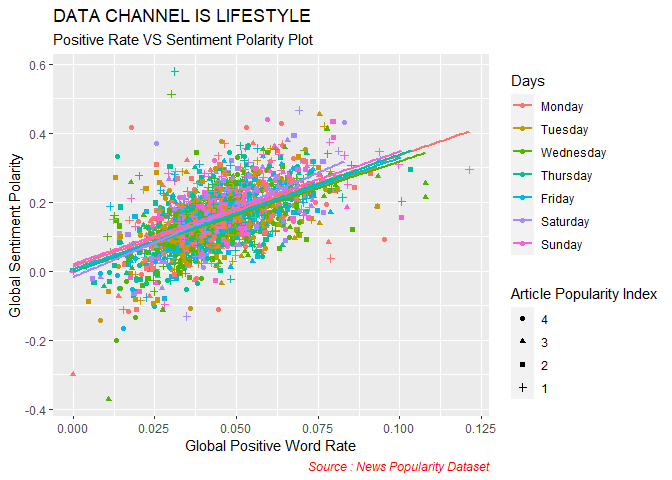 DATA CHANNEL IS LIFESTYLE
Positive Rate VS Sentiment Polarity Plot
0.6
0.4
0.2
0.0
-0.2
-0.4
Global Sentiment Polarity
0.000
0.025
0.050
0.075
0.100
0.125
Global Positive Word Rate
Source : News Popularity Dataset
Days
Monday
Tuesday
Wednesday
Thursday
Friday
Saturday
Sunday
Article Popularity Index
4
3
2
1